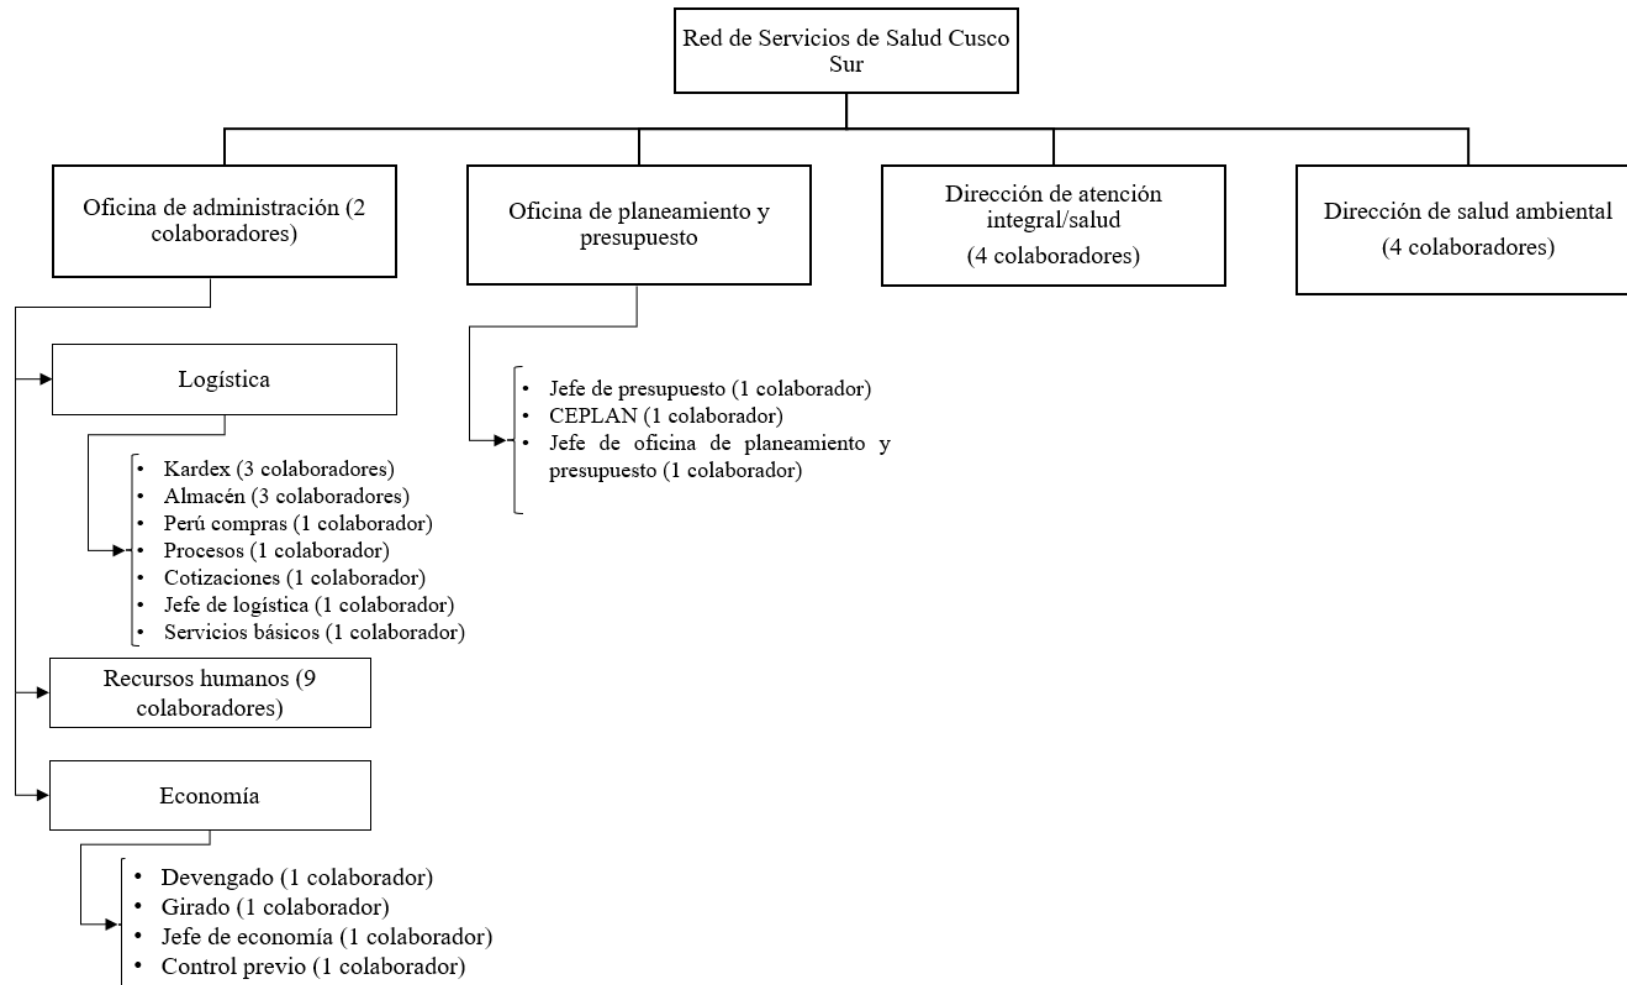 Red de Servicios de Salud Cusco
Sur
Oficina de administración (2
colaboradores)
Oficina de planeamiento y
presupuesto
Dirección de atención
integral/salud
(4 colaboradores)
Dirección de salud ambiental
(4 colaboradores)
Logística
• Kardex (3 colaboradores)
• Almacén (3 colaboradores)
• Perú compras (1 colaborador)
• Procesos (1 colaborador)
• Cotizaciones (1 colaborador)
• Jefe de logística (1 colaborador)
• Servicios básicos (1 colaborador)
Recursos humanos (9
colaboradores)
Economía
• Devengado (1 colaborador)
• Girado (1 colaborador)
• Jefe de economía (1 colaborador)
• Control previo (1 colaborador)
• Jefe de presupuesto (1 colaborador)
• CEPLAN (1 colaborador)
• Jefe de oficina de planeamiento y
presupuesto (1 colaborador)